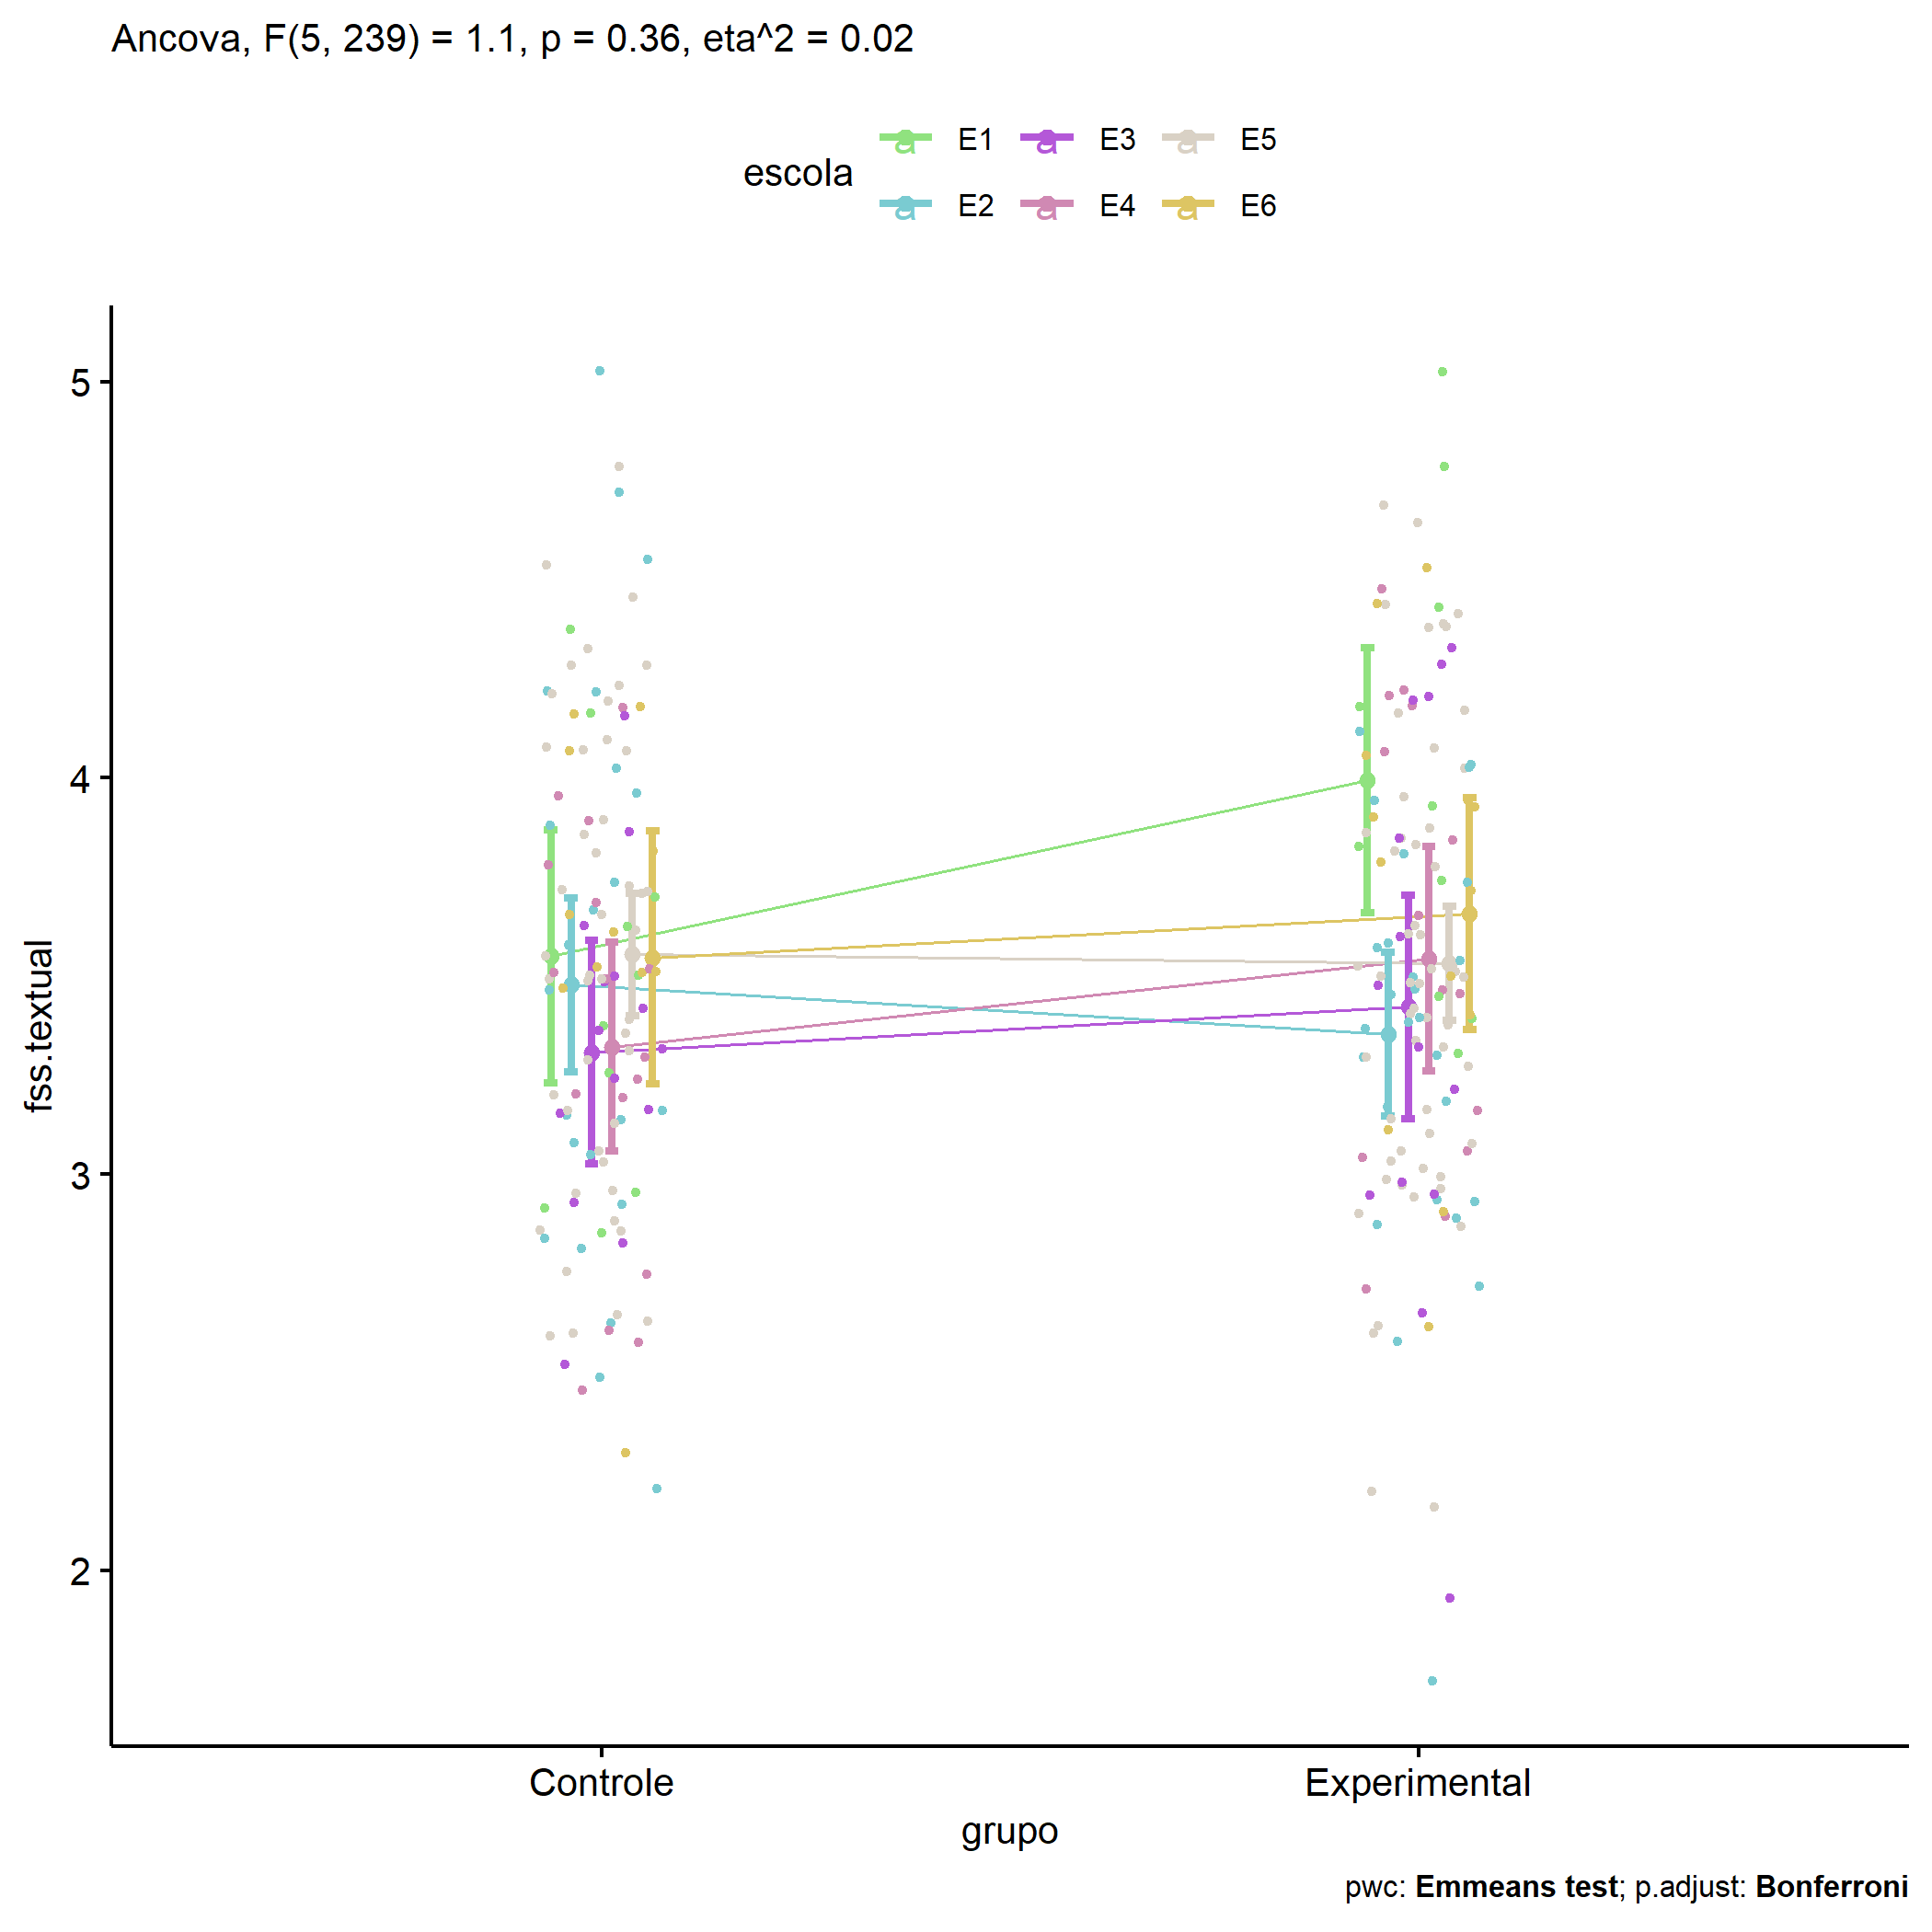 Ancova, F(5, 239) = 1.1, p = 0.36, eta^2 = 0.02
escola
a E1 a E3 a E5
a E2 a E4 a E6
fss.textual
5
4
3
2
Controle Experimental
grupo
pwc: Emmeans test; p.adjust: Bonferroni